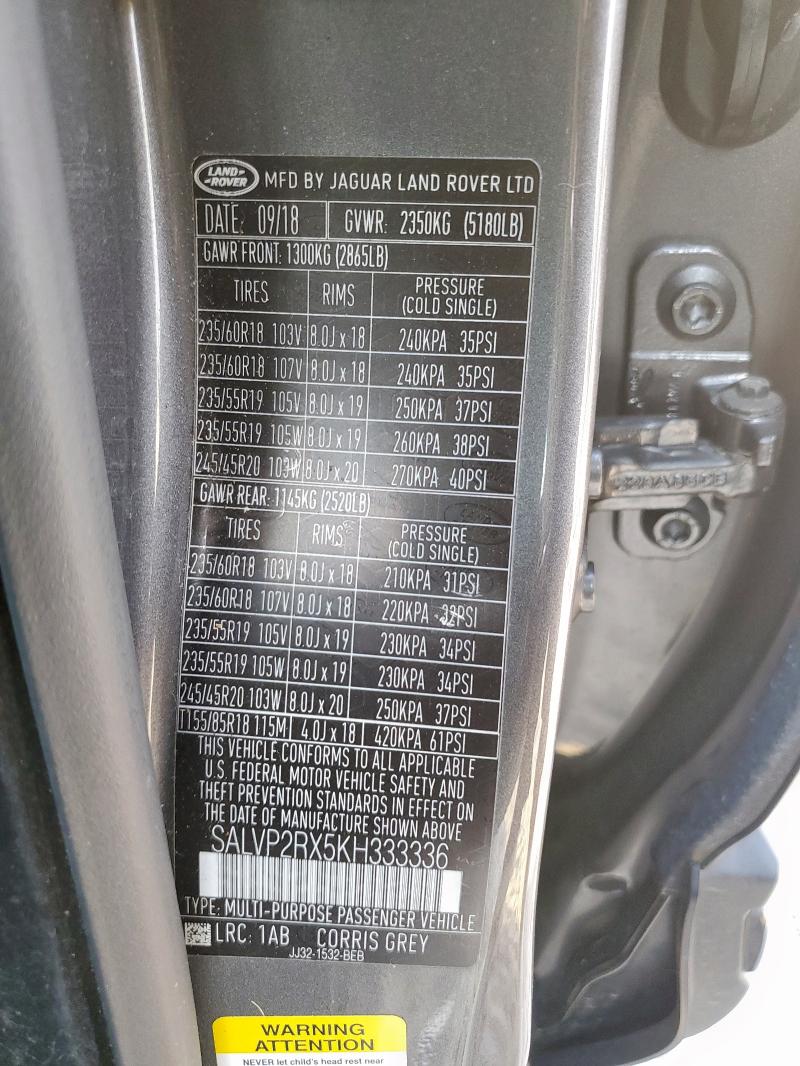 LAND-
-ROVER
MFD BY JAGUAR LAND ROVER LTD
DATE: 09/18 GVWR: 2350KG (5180LB)
GAWR FRONT: 1300KG (2865LB)
TIRES RIMS PRESSURE (COLD SINGLE)
235/60R18 103V 8.0J x 18 240KPA 35PSI
235/60R18 107V 8.0J x 18 240KPA 35PSI
235/55R19 105V 8.0J x 19 250KPA 37PSI
235/55R19 105W 8.0J x 19 260KPA 38PSI
245/45R20 103W 8.0J x 20 270KPA 40PSI
GAWR REAR: 1145KG (2520LB)
TIRES RIMS PRESSURE (COLD SINGLE)
235/60R18 103V 8.0J x 18 210KPA 31PSI
235/60R18 107V 8.0J x 18 220KPA 32PSI
235/55R19 105V 8.0J x 19 230KPA 34PSI
235/55R19 105W 8.0J x 19 230KPA 34PSI
245/45R20 103W 8.0J x 20 250KPA 37PSI
T155/85R18 115M 4.0J x 18 420KPA 61PSI
THIS VEHICLE CONFORMS TO ALL APPLICABLE
U.S. FEDERAL MOTOR VEHICLE SAFETY AND
THEFT PREVENTION STANDARDS IN EFFECT ON
THE DATE OF MANUFACTURE SHOWN ABOVE
SALVP2RX5KH333336
TYPE: MULTI-PURPOSE PASSENGER VEHICLE
LRC: 1AB CORRIS GREY
JJ32-1532-BEB
WARNING
ATTENTION
NEVER let child's head rest near